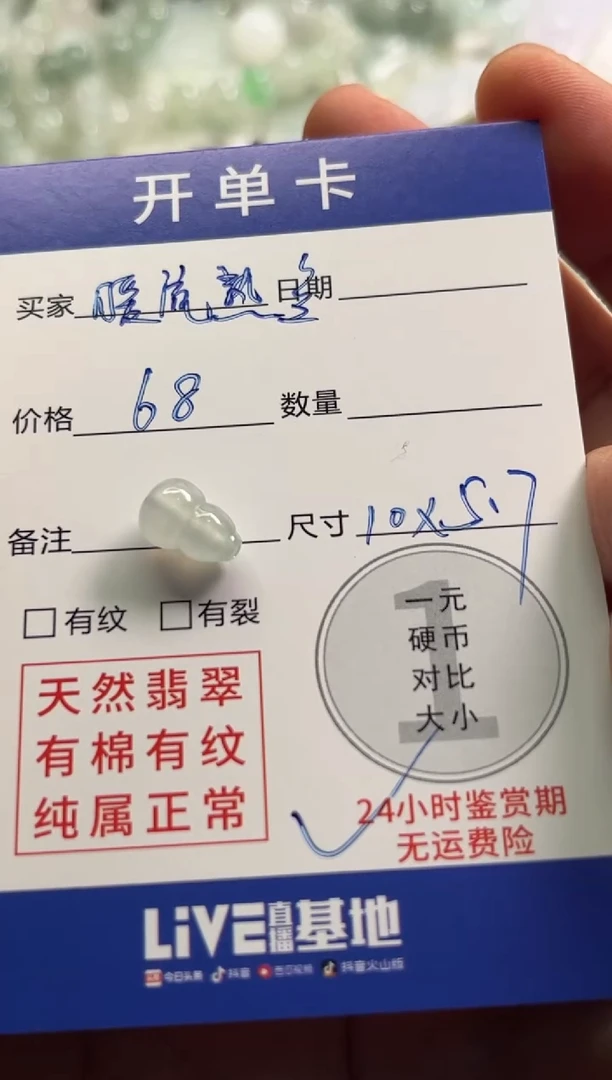 开单卡
买家 暖流熱 日期
价格 68 数量
备注 尺寸 10x5.7
有纹 有裂
天然翡翠
有棉有纹
纯属正常
1
一元
硬币
对比
大小
24小时鉴赏期
无运费险
LiVE直播基地
今日头条 抖音 西瓜视频 抖音火山版